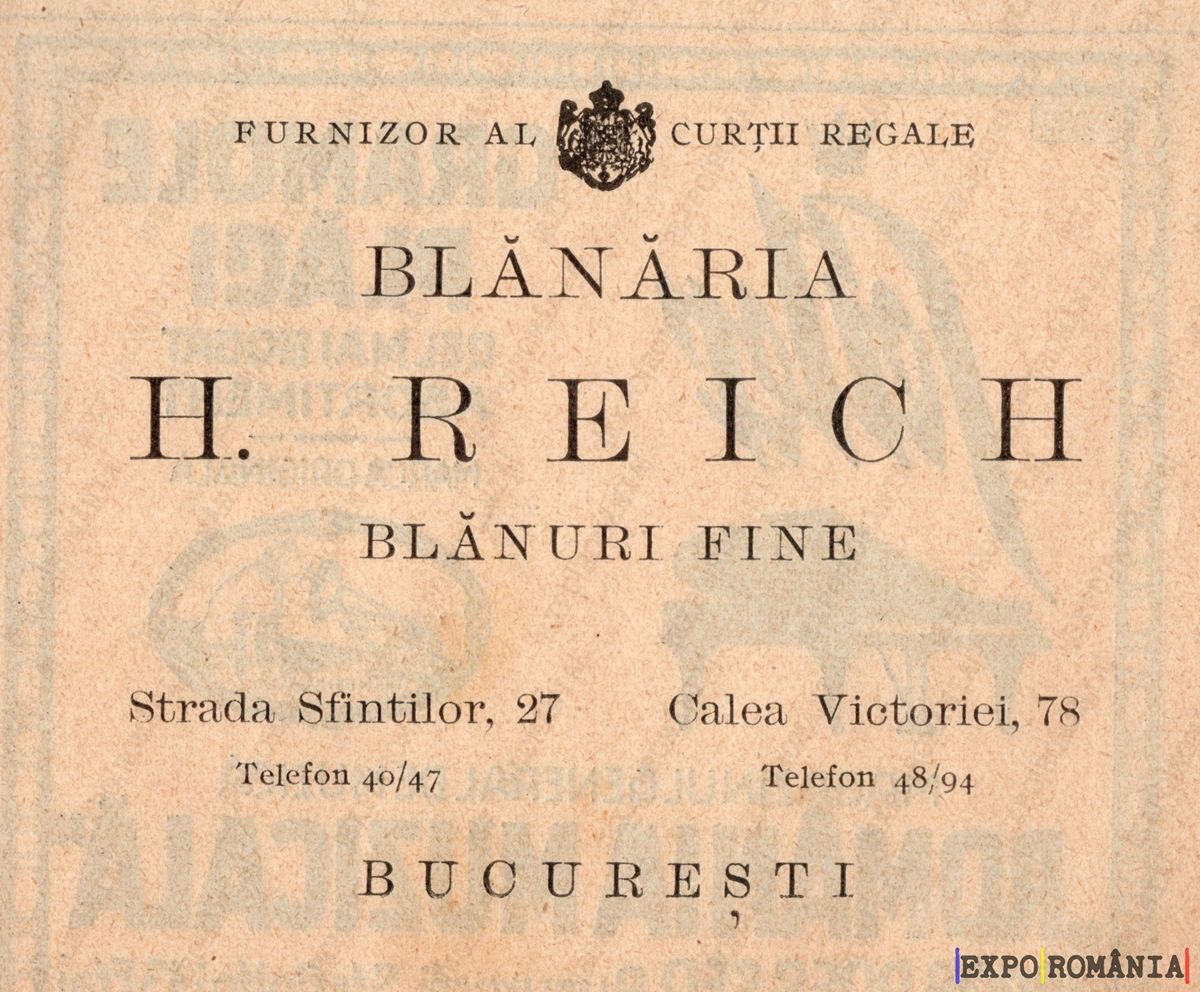 FURNIZOR AL CURȚII REGALE
BLĂNĂRIA
H. REICH
BLĂNURI FINE
Strada Sfintilor, 27 Calea Victoriei, 78
Telefon 40/47 Telefon 48/94
BUCUREȘTI
EXPO ROMÂNIA